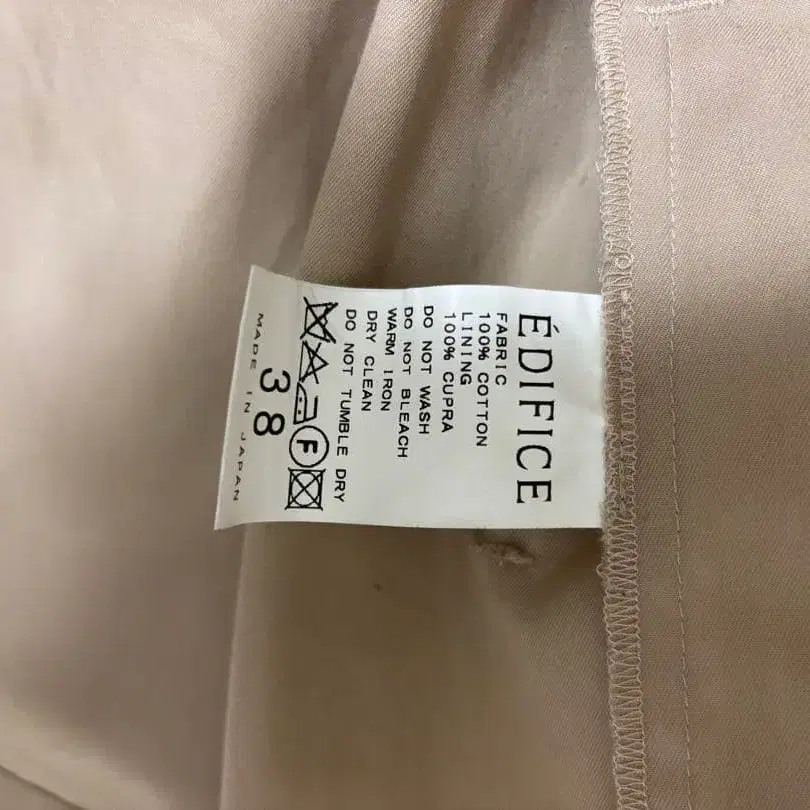 ÉDIFICE
FABRIC
100% COTTON
LINING
100% CUPRA
DO NOT WASH
DO NOT BLEACH
WARM IRON
DRY CLEAN
DO NOT TUMBLE DRY
F
38
MADE IN JAPAN